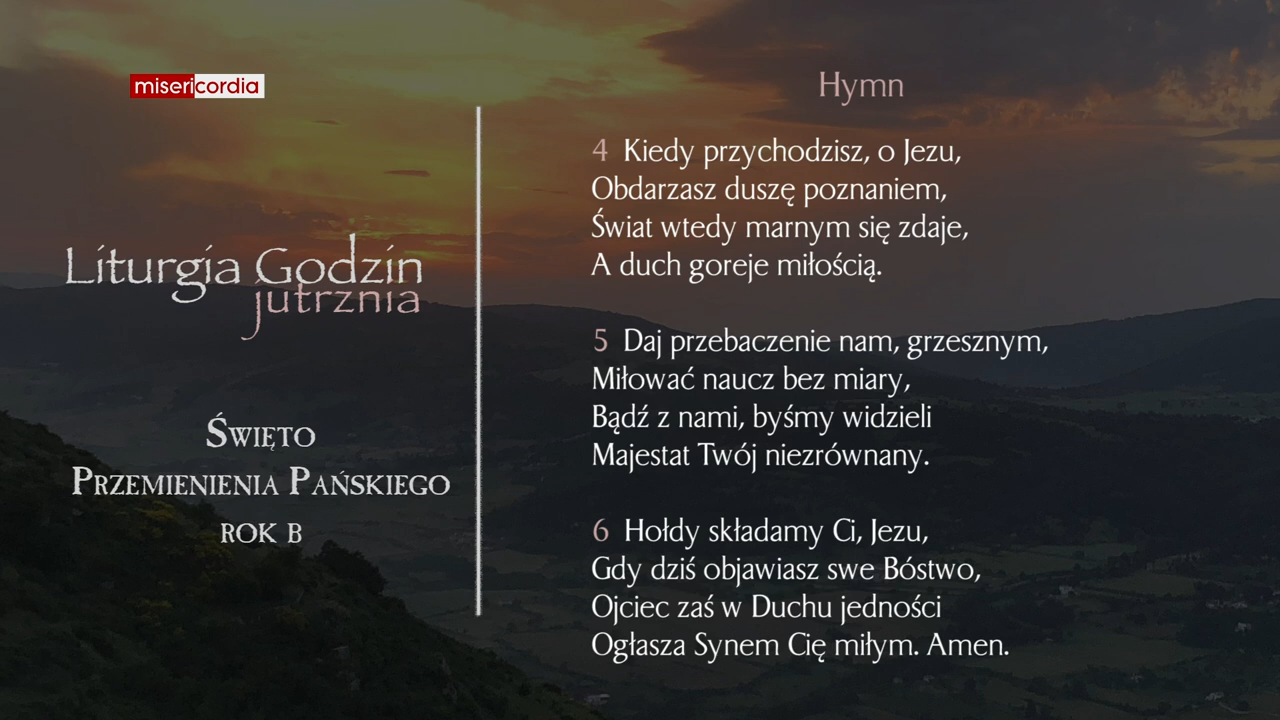 misericordia
Liturgia Godzin
jutrznia
Święto
Przemienienia Pańskiego
rok B
Hymn
4 Kiedy przychodzisz, o Jezu,
Obdarzasz duszę poznaniem,
Świat wtedy marnym się zdaje,
A duch goreje miłością.
5 Daj przebaczenie nam, grzesznym,
Miłować naucz bez miary,
Bądź z nami, byśmy widzieli
Majestat Twój niezrównany.
6 Hołdy składamy Ci, Jezu,
Gdy dziś objawiasz swe Bóstwo,
Ojciec zaś w Duchu jedności
Ogłasza Synem Cię miłym. Amen.